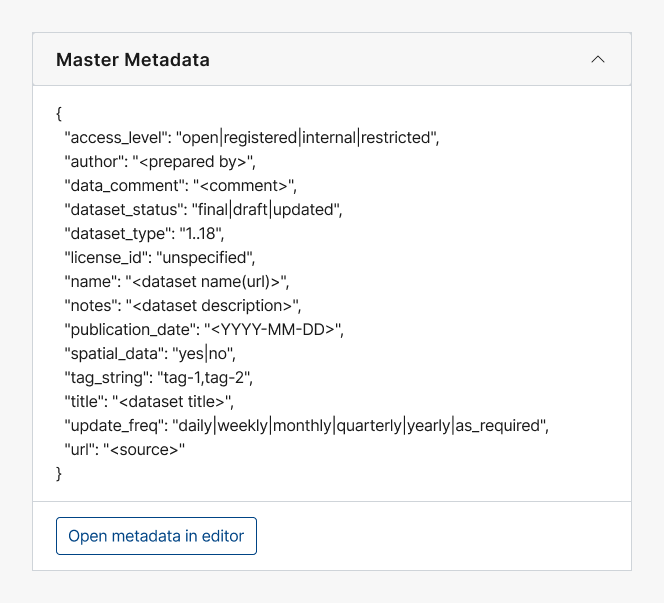 Master Metadata
{
"access_level": "open|registered|internal|restricted",
"author": "<prepared by>",
"data_comment": "<comment>",
"dataset_status": "final|draft|updated",
"dataset_type": "1..18",
"license_id": "unspecified",
"name": "<dataset name(url)>",
"notes": "<dataset description>",
"publication_date": "<YYYY-MM-DD>",
"spatial_data": "yes|no",
"tag_string": "tag-1,tag-2",
"title": "<dataset title>",
"update_freq": "daily|weekly|monthly|quarterly|yearly|as_required",
"url": "<source>"
}
Open metadata in editor